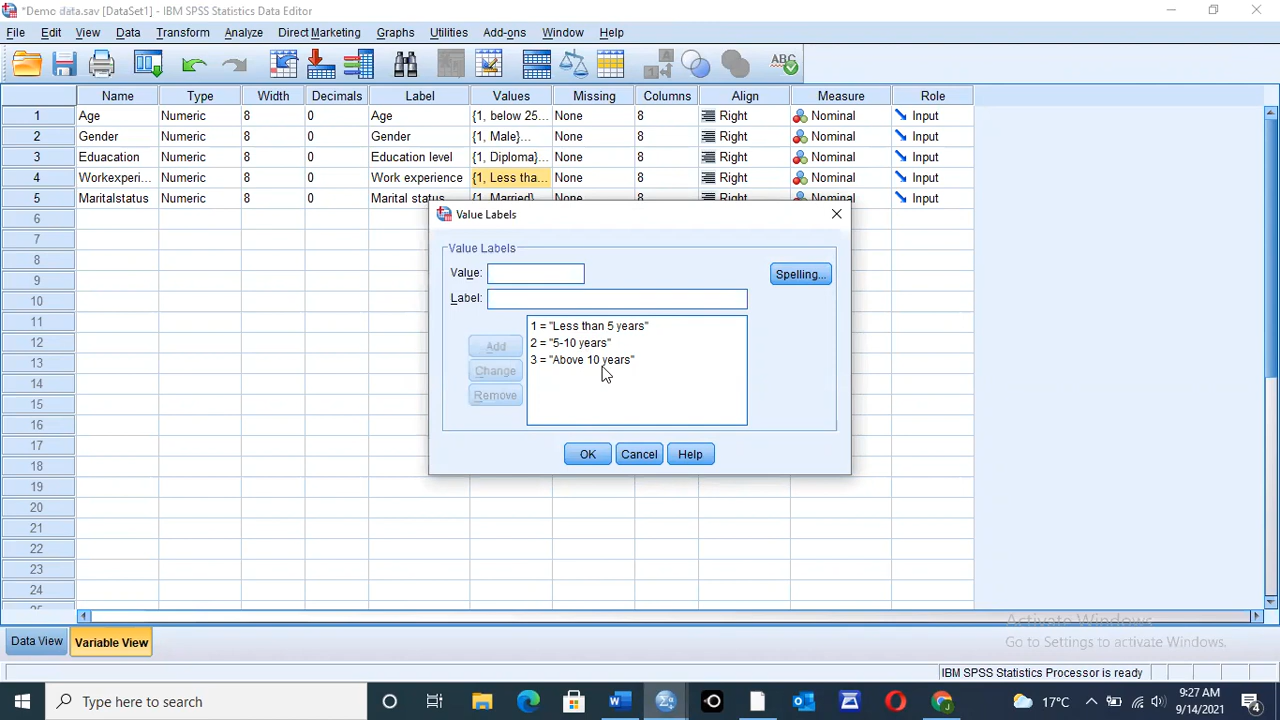 *Demo data.sav [DataSet1] - IBM SPSS Statistics Data Editor
File Edit View Data Transform Analyze Direct Marketing Graphs Utilities Add-ons Window Help
Name Type Width Decimals Label Values Missing Columns Align Measure Role
1 Age Numeric 8 0 Age {1, below 25... None 8 Right Nominal Input
2 Gender Numeric 8 0 Gender {1, Male}... None 8 Right Nominal Input
3 Eduacation Numeric 8 0 Education level {1, Diploma}... None 8 Right Nominal Input
4 Workexperi... Numeric 8 0 Work experience {1, Less tha... None 8 Right Nominal Input
5 Maritalstatus Numeric 8 0 Marital status {1, Married}... None 8 Right Nominal Input
6
7
8
9
10
11
12
13
14
15
16
17
18
19
20
21
22
23
24
Value Labels
Value Labels
Value:
Spelling...
Label:
1 = "Less than 5 years"
2 = "5-10 years"
3 = "Above 10 years"
Add
Change
Remove
OK Cancel Help
Activate Windows
Go to Settings to activate Windows.
Data View Variable View
IBM SPSS Statistics Processor is ready
Type here to search
17°C
9:27 AM
9/14/2021
4